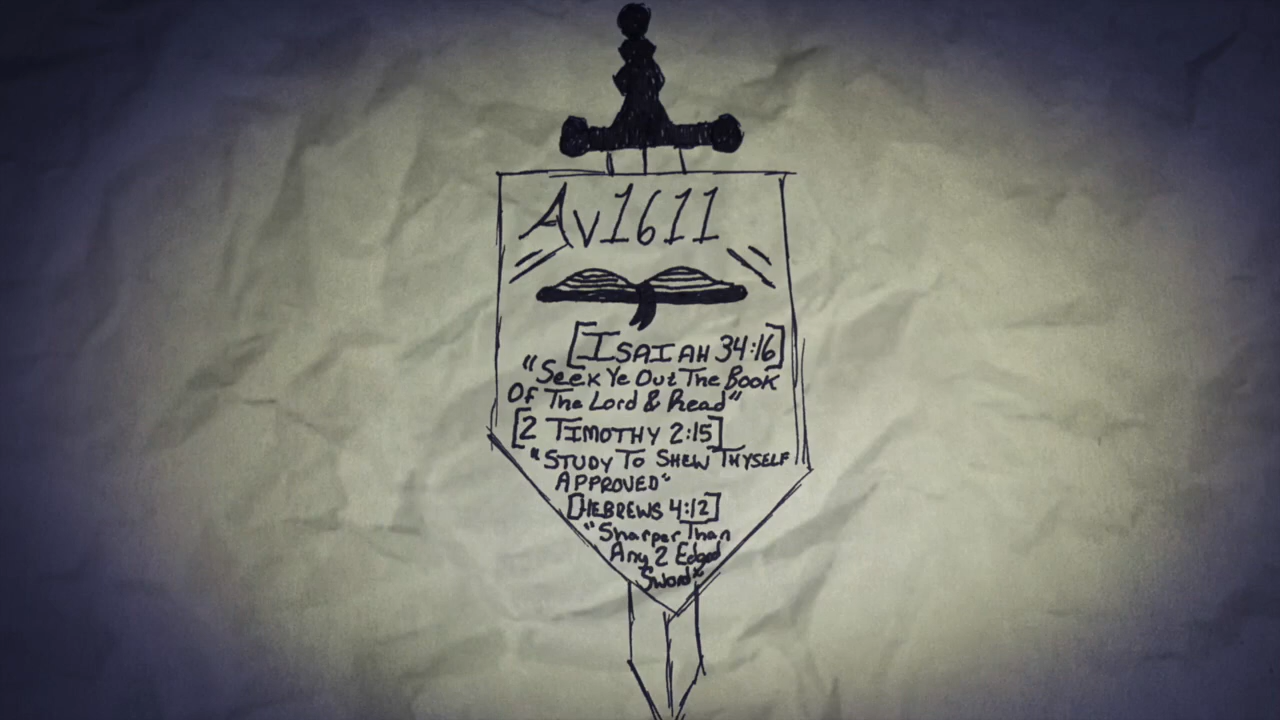 Av1611
[ISAIAH 34:16]
"Seek Ye Out The Book
Of The Lord & Read"
[2 TIMOTHY 2:15]
"STUDY TO SHEW THYSELF
APPROVED"
[HEBREWS 4:12]
"Sharper Than
Any 2 Edged
Sword"